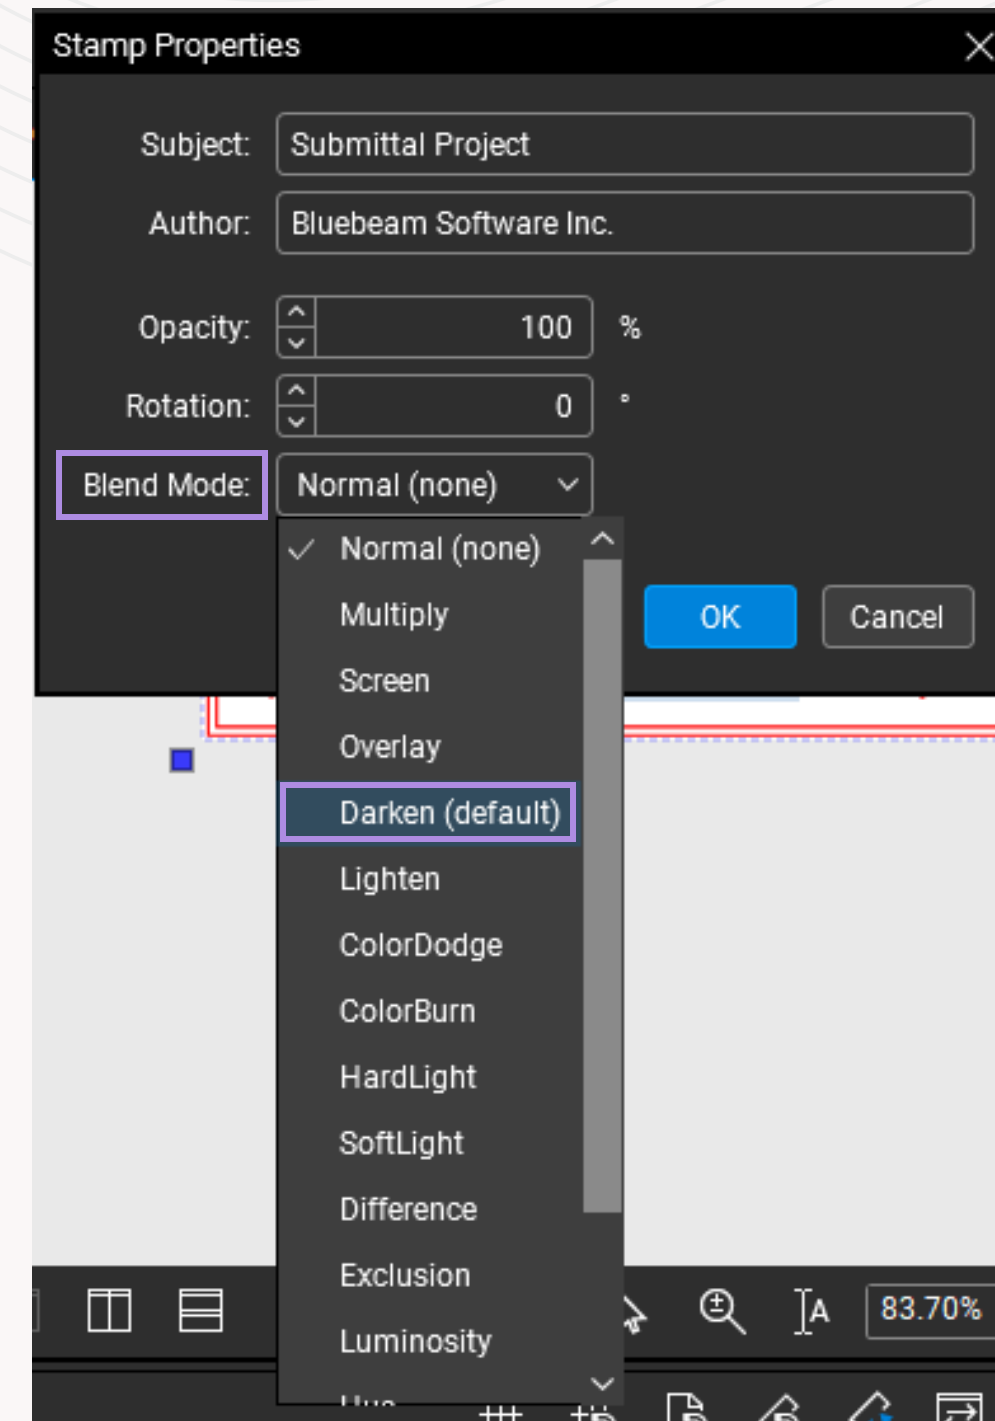 Stamp Properties
Subject: Submittal Project
Author: Bluebeam Software Inc.
Opacity: 100 %
Rotation: 0 °
Blend Mode: Normal (none)
Normal (none)
Multiply
OK Cancel
Screen
Overlay
Darken (default)
Lighten
ColorDodge
ColorBurn
HardLight
SoftLight
Difference
Exclusion
A 83.70%
Luminosity
Hue